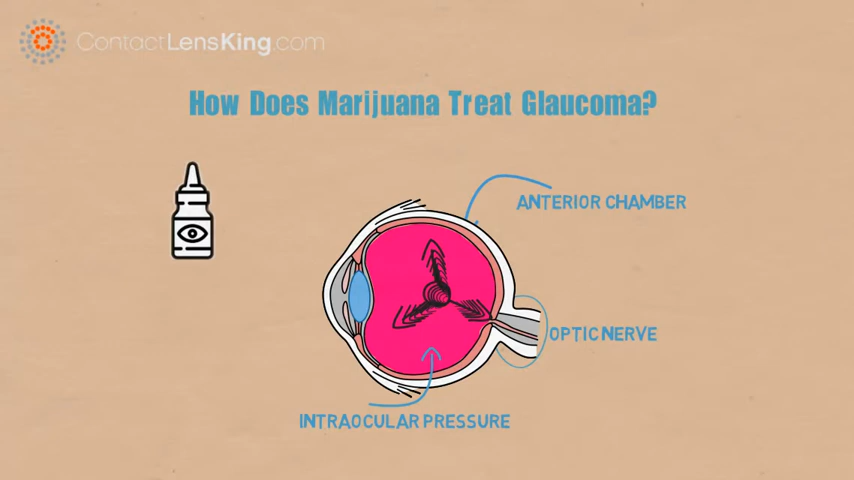 ContactLensKing.com
How Does Marijuana Treat Glaucoma?
ANTERIOR CHAMBER
OPTIC NERVE
INTRAOCULAR PRESSURE